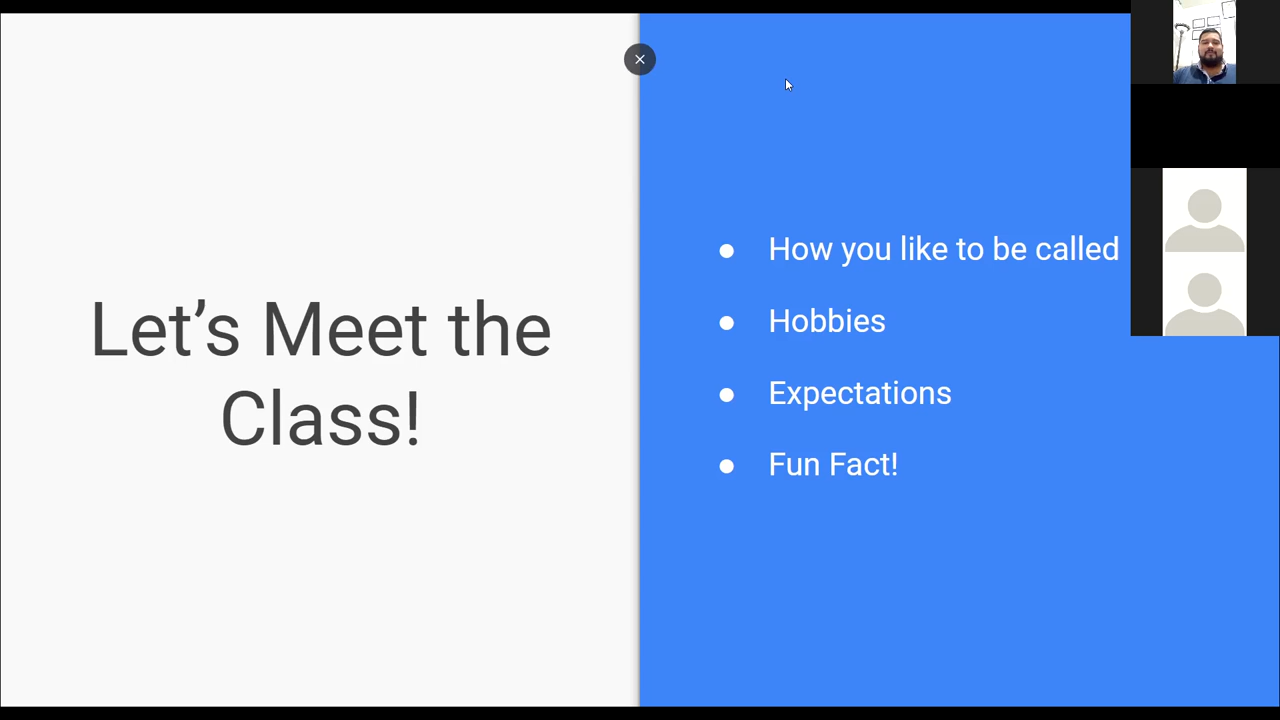 Let’s Meet the
Class!
How you like to be called
Hobbies
Expectations
Fun Fact!